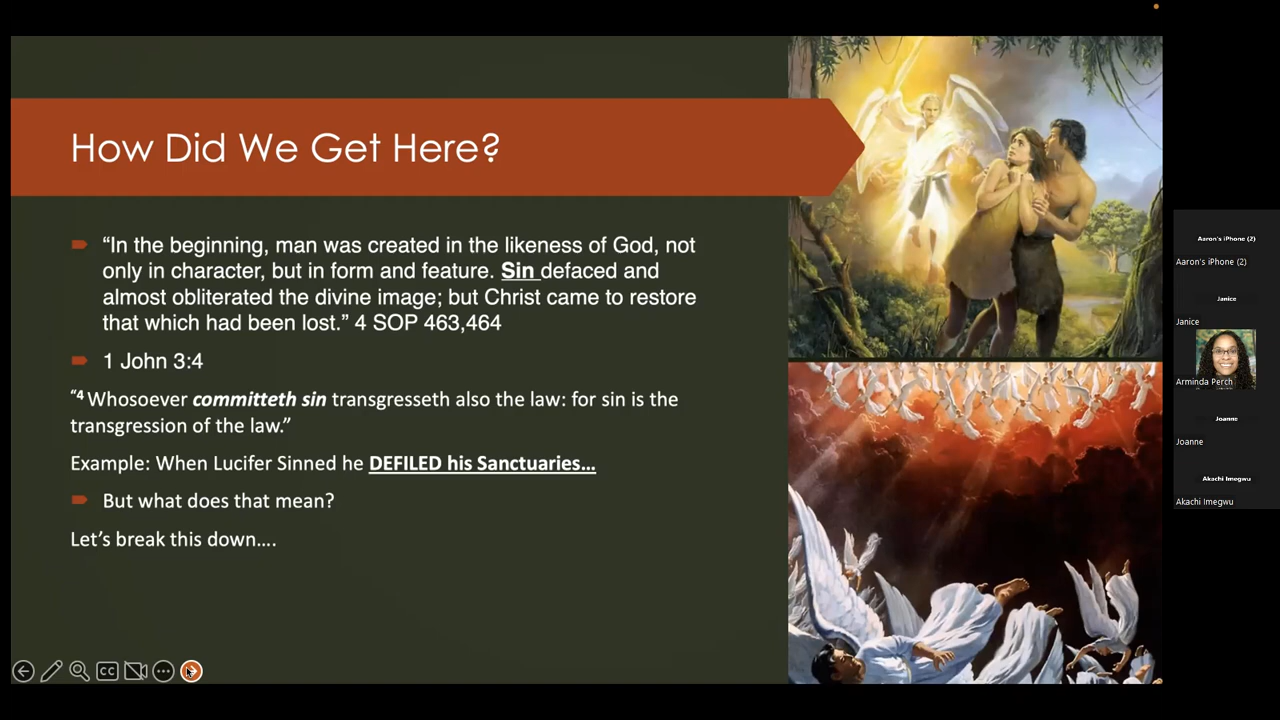 How Did We Get Here?
“In the beginning, man was created in the likeness of God, not
only in character, but in form and feature. Sin defaced and
almost obliterated the divine image; but Christ came to restore
that which had been lost.” 4 SOP 463,464
1 John 3:4
“4 Whosoever committeth sin transgresseth also the law: for sin is the
transgression of the law.”
Example: When Lucifer Sinned he DEFILED his Sanctuaries…
But what does that mean?
Let’s break this down….
CC
Aaron's iPhone (2)
Aaron's iPhone (2)
Janice
Janice
Arminda Perch
Joanne
Joanne
Akachi Imegwu
Akachi Imegwu